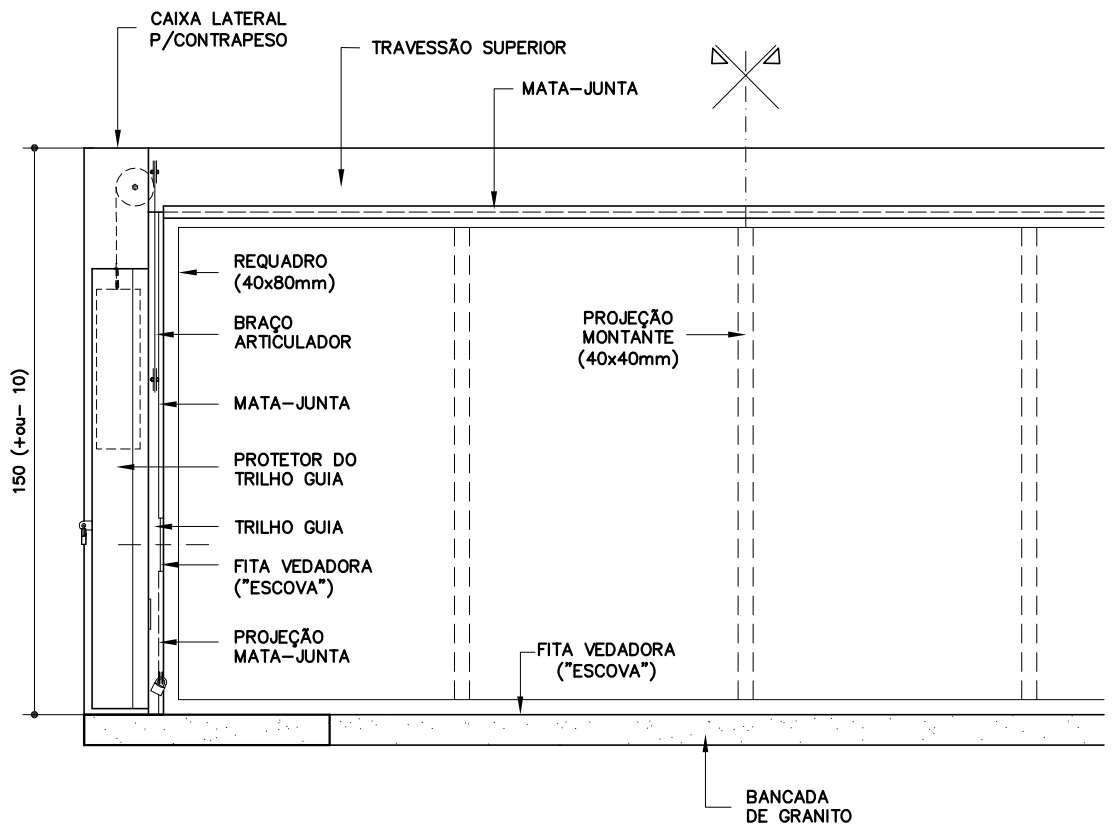 CAIXA LATERAL
P/CONTRAPESO
TRAVESSÃO SUPERIOR
MATA-JUNTA
REQUADRO
(40x80mm)
BRAÇO
ARTICULADOR
PROJEÇÃO
MONTANTE
(40x40mm)
150 (+ou- 10)
MATA-JUNTA
PROTETOR DO
TRILHO GUIA
TRILHO GUIA
FITA VEDADORA
("ESCOVA")
PROJEÇÃO
MATA-JUNTA
FITA VEDADORA
("ESCOVA")
BANCADA
DE GRANITO